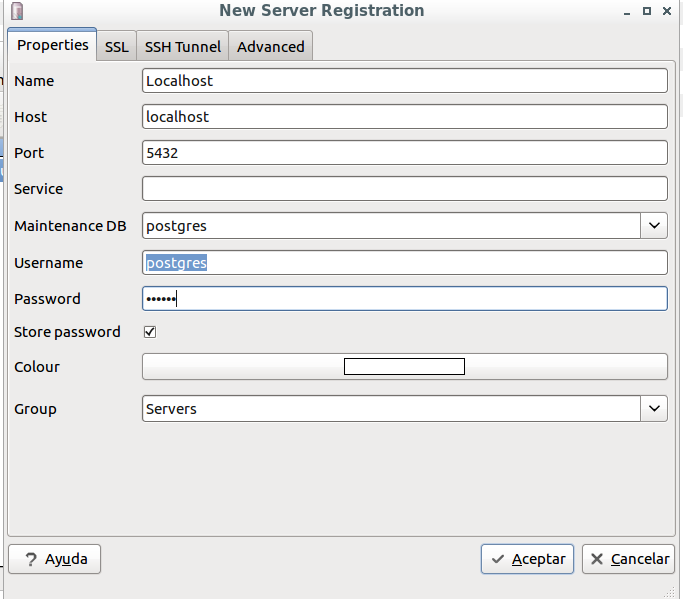 New Server Registration
Properties SSL SSH Tunnel Advanced
Name Localhost
Host localhost
Port 5432
Service
Maintenance DB postgres
Username postgres
Password ••••••
Store password
Colour
Group Servers
? Ayuda Aceptar Cancelar